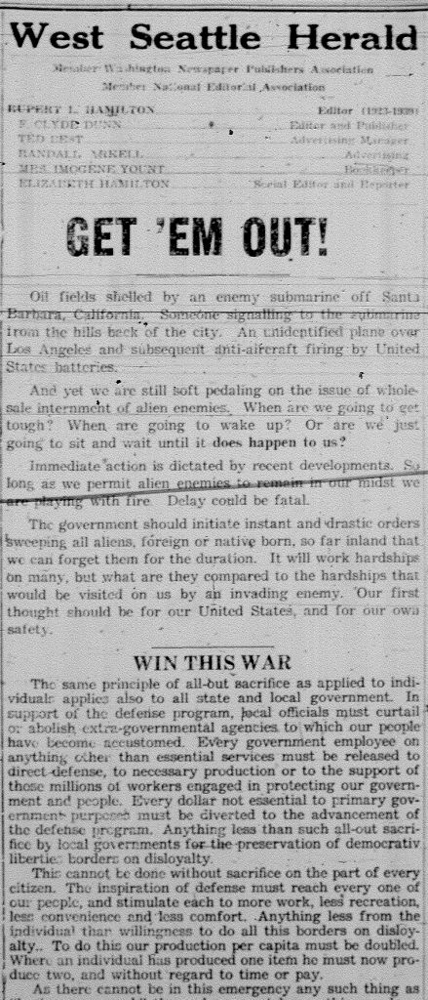 West Seattle Herald
Member Washington Newspaper Publishers Association
Member National Editorial Association
RUPERT L. HAMILTON Editor (1923-1939)
F. CLYDE DUNN Editor and Publisher
TED BEST Advertising Manager
RANDALL ARKELL Advertising
MRS. IMOGENE YOUNT Bookkeeper
ELIZABETH HAMILTON Social Editor and Reporter
GET 'EM OUT!
Oil fields shelled by an enemy submarine off Santa
Barbara, California. Someone signalling to the submarine
from the hills back of the city. An unidentified plane over
Los Angeles and subsequent anti-aircraft firing by United
States batteries.
And yet we are still soft pedaling on the issue of whole-
sale internment of alien enemies. When are we going to get
tough? When are going to wake up? Or are we just
going to sit and wait until it does happen to us?
Immediate action is dictated by recent developments. So
long as we permit alien enemies to remain in our midst we
are playing with fire. Delay could be fatal.
The government should initiate instant and drastic orders
sweeping all aliens, foreign or native born, so far inland that
we can forget them for the duration. It will work hardships
on many, but what are they compared to the hardships that
would be visited on us by an invading enemy. Our first
thought should be for our United States, and for our own
safety.
WIN THIS WAR
The same principle of all-but sacrifice as applied to indi-
viduals applies also to all state and local government. In
support of the defense program, local officials must curtail
or abolish extra-governmental agencies to which our people
have become accustomed. Every government employee on
anything other than essential services must be released to
direct defense, to necessary production or to the support of
those millions of workers engaged in protecting our govern-
ment and people. Every dollar not essential to primary gov-
ernment purposes must be diverted to the advancement of
the defense program. Anything less than such all-out sacri-
fice by local governments for the preservation of democrativ
liberties borders on disloyalty.
This cannot be done without sacrifice on the part of every
citizen. The inspiration of defense must reach every one of
our people, and stimulate each to more work, less recreation,
less convenience and less comfort. Anything less from the
individual than willingness to do all this borders on disloy-
alty.. To do this our production per capita must be doubled.
Where an individual has produced one item he must now pro-
duce two, and without regard to time or pay.
As there cannot be in this emergency any such thing as